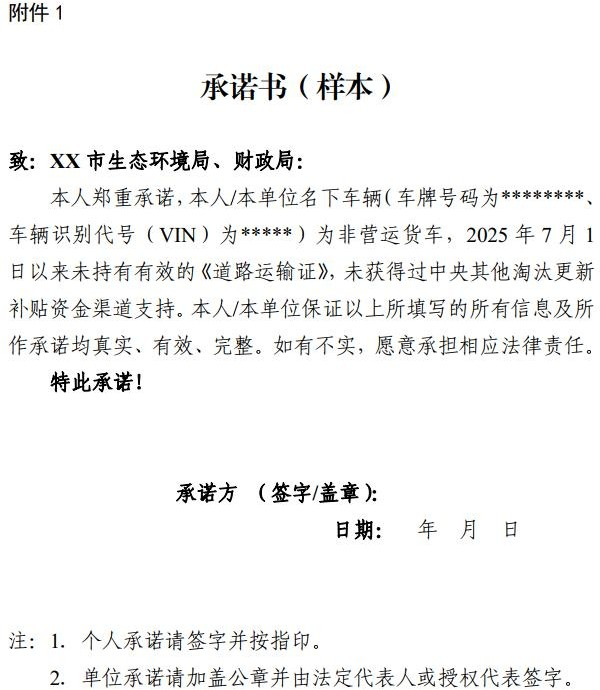 附件 1
承诺书（样本）
致：XX 市生态环境局、财政局：
本人郑重承诺，本人/本单位名下车辆（车牌号码为********、
车辆识别代号（VIN）为*****）为非营运货车，2025 年 7 月 1
日以来未持有有效的《道路运输证》，未获得过中央其他淘汰更新
补贴资金渠道支持。本人/本单位保证以上所填写的所有信息及所
作承诺均真实、有效、完整。如有不实，愿意承担相应法律责任。
特此承诺！
承诺方 （签字/盖章）：
日期： 年 月 日
注：1. 个人承诺请签字并按指印。
2. 单位承诺请加盖公章并由法定代表人或授权代表签字。